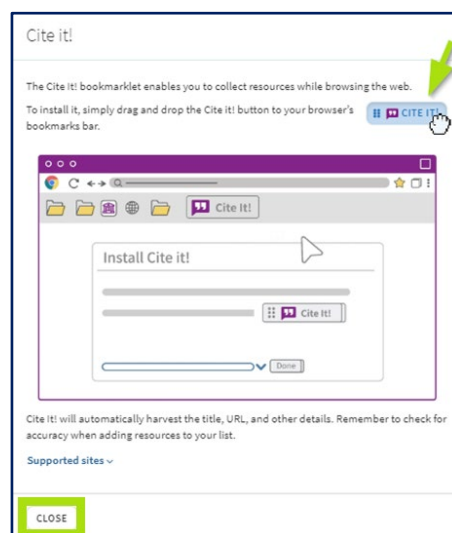 Cite it!
The Cite It! bookmarklet enables you to collect resources while browsing the web.
To install it, simply drag and drop the Cite it! button to your browser's
bookmarks bar.
CITE IT!
Cite It!
Install Cite it!
Cite It!
Done
Cite It! will automatically harvest the title, URL, and other details. Remember to check for
accuracy when adding resources to your list.
Supported sites
CLOSE